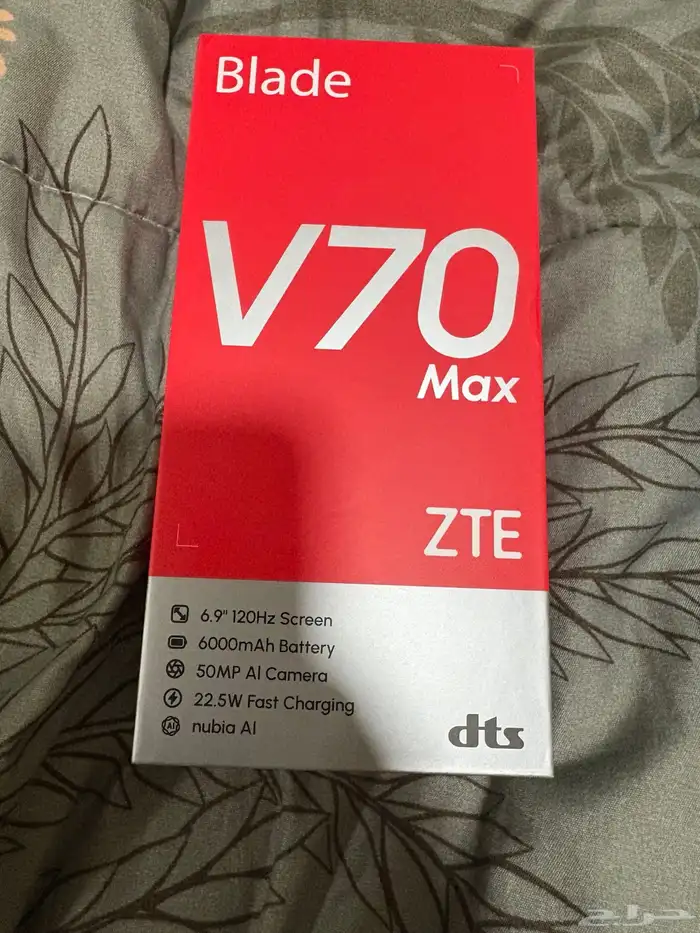 Blade
V70
Max
ZTE
6.9" 120Hz Screen
6000mAh Battery
50MP AI Camera
22.5W Fast Charging
AI nubia AI
dts
حراج